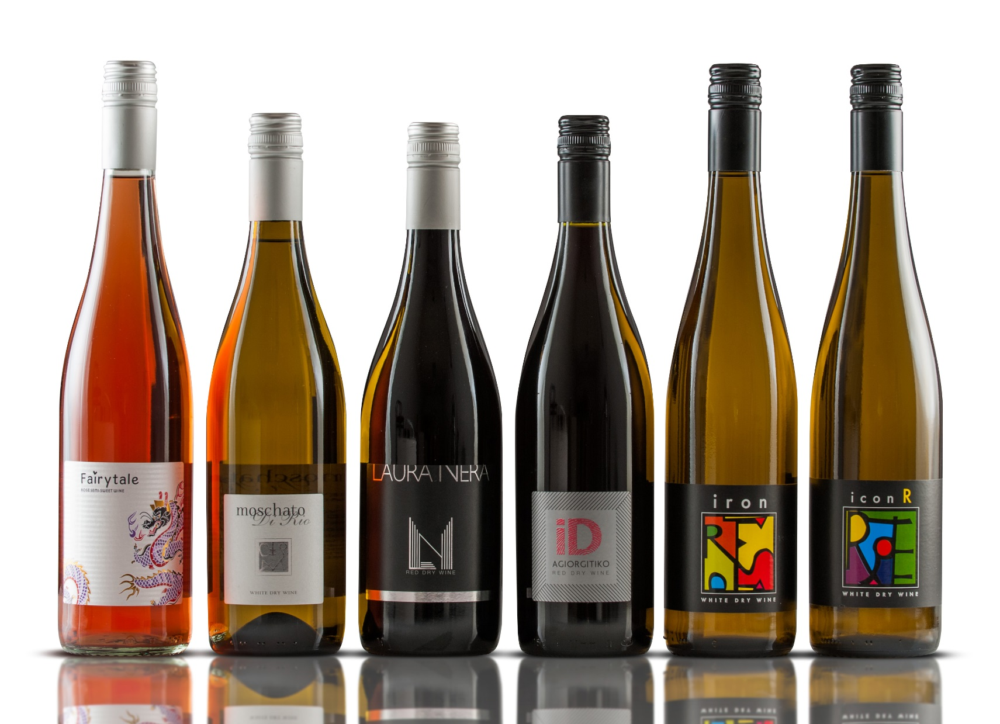 Fairytale
ROSE SEMI-SWEET WINE
moschato
Di Rio
WHITE DRY WINE
LAURA NERA
RED DRY WINE
iD
AGIORGITIKO
RED DRY WINE
iron
WHITE DRY WINE
icon R
WHITE DRY WINE